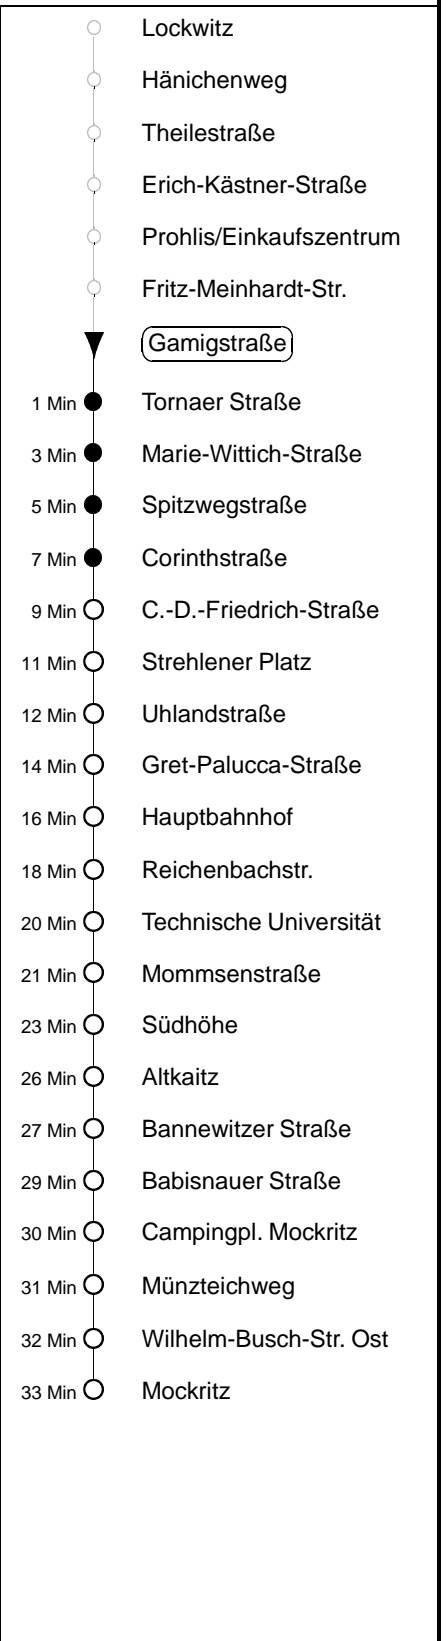 Lockwitz
Hänichenweg
Theilestraße
Erich-Kästner-Straße
Prohlis/Einkaufszentrum
Fritz-Meinhardt-Str.
Gamigstraße
1 Min Tornaer Straße
3 Min Marie-Wittich-Straße
5 Min Spitzwegstraße
7 Min Corinthstraße
9 Min C.-D.-Friedrich-Straße
11 Min Strehlener Platz
12 Min Uhlandstraße
14 Min Gret-Palucca-Straße
16 Min Hauptbahnhof
18 Min Reichenbachstr.
20 Min Technische Universität
21 Min Mommsenstraße
23 Min Südhöhe
26 Min Altkaitz
27 Min Bannewitzer Straße
29 Min Babisnauer Straße
30 Min Campingpl. Mockritz
31 Min Münzteichweg
32 Min Wilhelm-Busch-Str. Ost
33 Min Mockritz